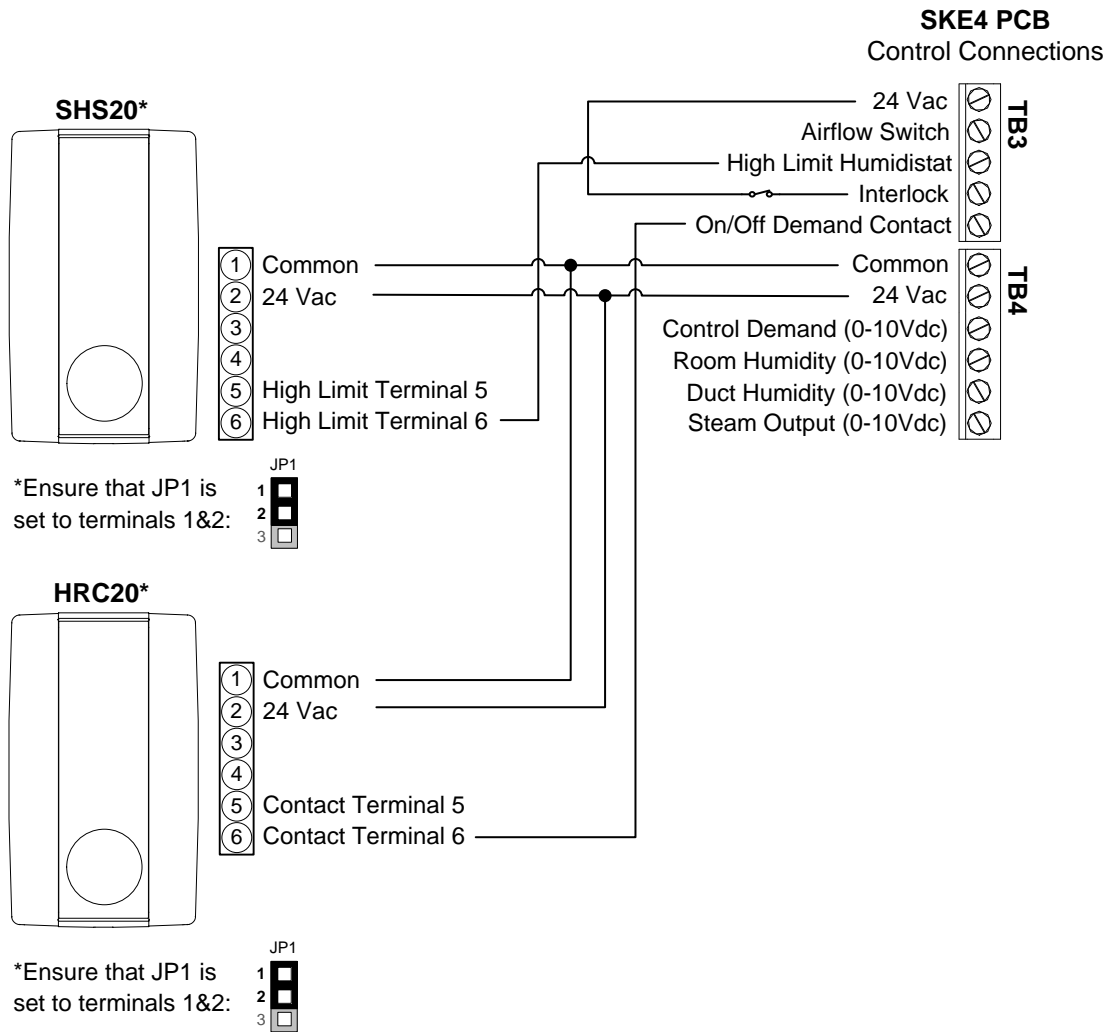 SKE4 PCB
Control Connections
24 Vac
Airflow Switch
High Limit Humidistat
Interlock
On/Off Demand Contact
TB3
Common
24 Vac
Control Demand (0-10Vdc)
Room Humidity (0-10Vdc)
Duct Humidity (0-10Vdc)
Steam Output (0-10Vdc)
TB4
SHS20*
1 Common
2 24 Vac
3
4
5 High Limit Terminal 5
6 High Limit Terminal 6
*Ensure that JP1 is
set to terminals 1&2:
JP1
1
2
3
HRC20*
1 Common
2 24 Vac
3
4
5 Contact Terminal 5
6 Contact Terminal 6
*Ensure that JP1 is
set to terminals 1&2:
JP1
1
2
3